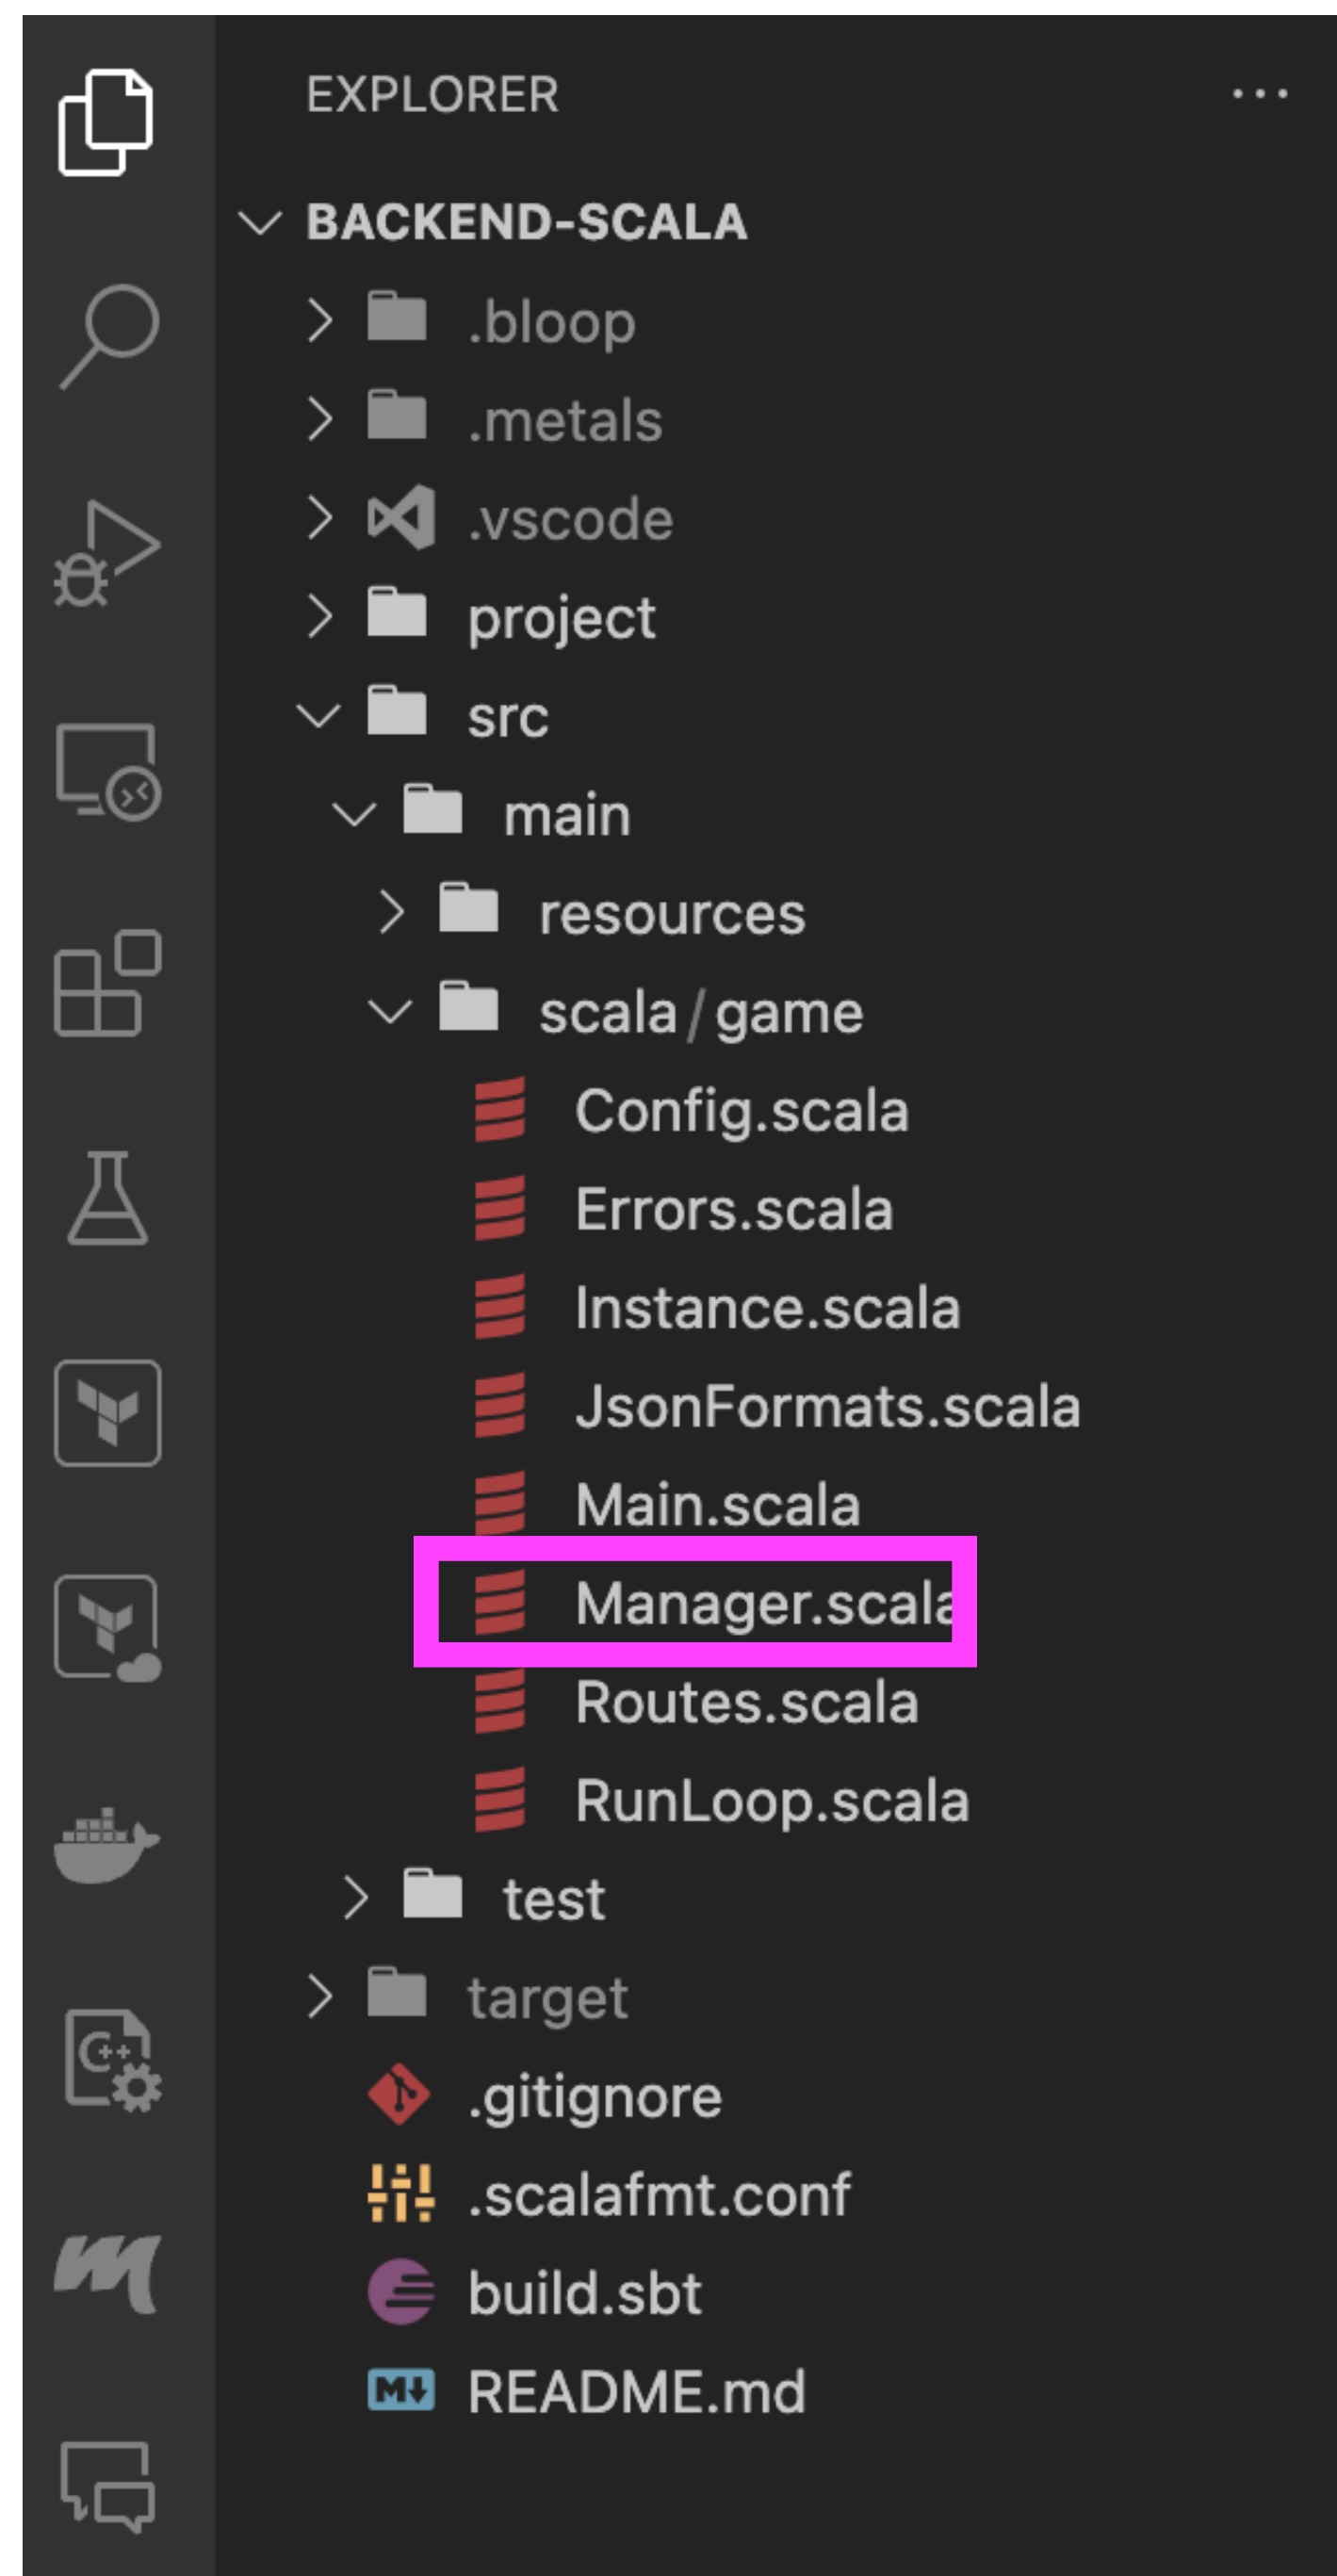 EXPLORER
BACKEND-SCALA
.bloop
.metals
.vscode
project
src
main
resources
scala/game
Config.scala
Errors.scala
Instance.scala
JsonFormats.scala
Main.scala
Manager.scala
Routes.scala
RunLoop.scala
test
target
.gitignore
.scalafmt.conf
build.sbt
README.md